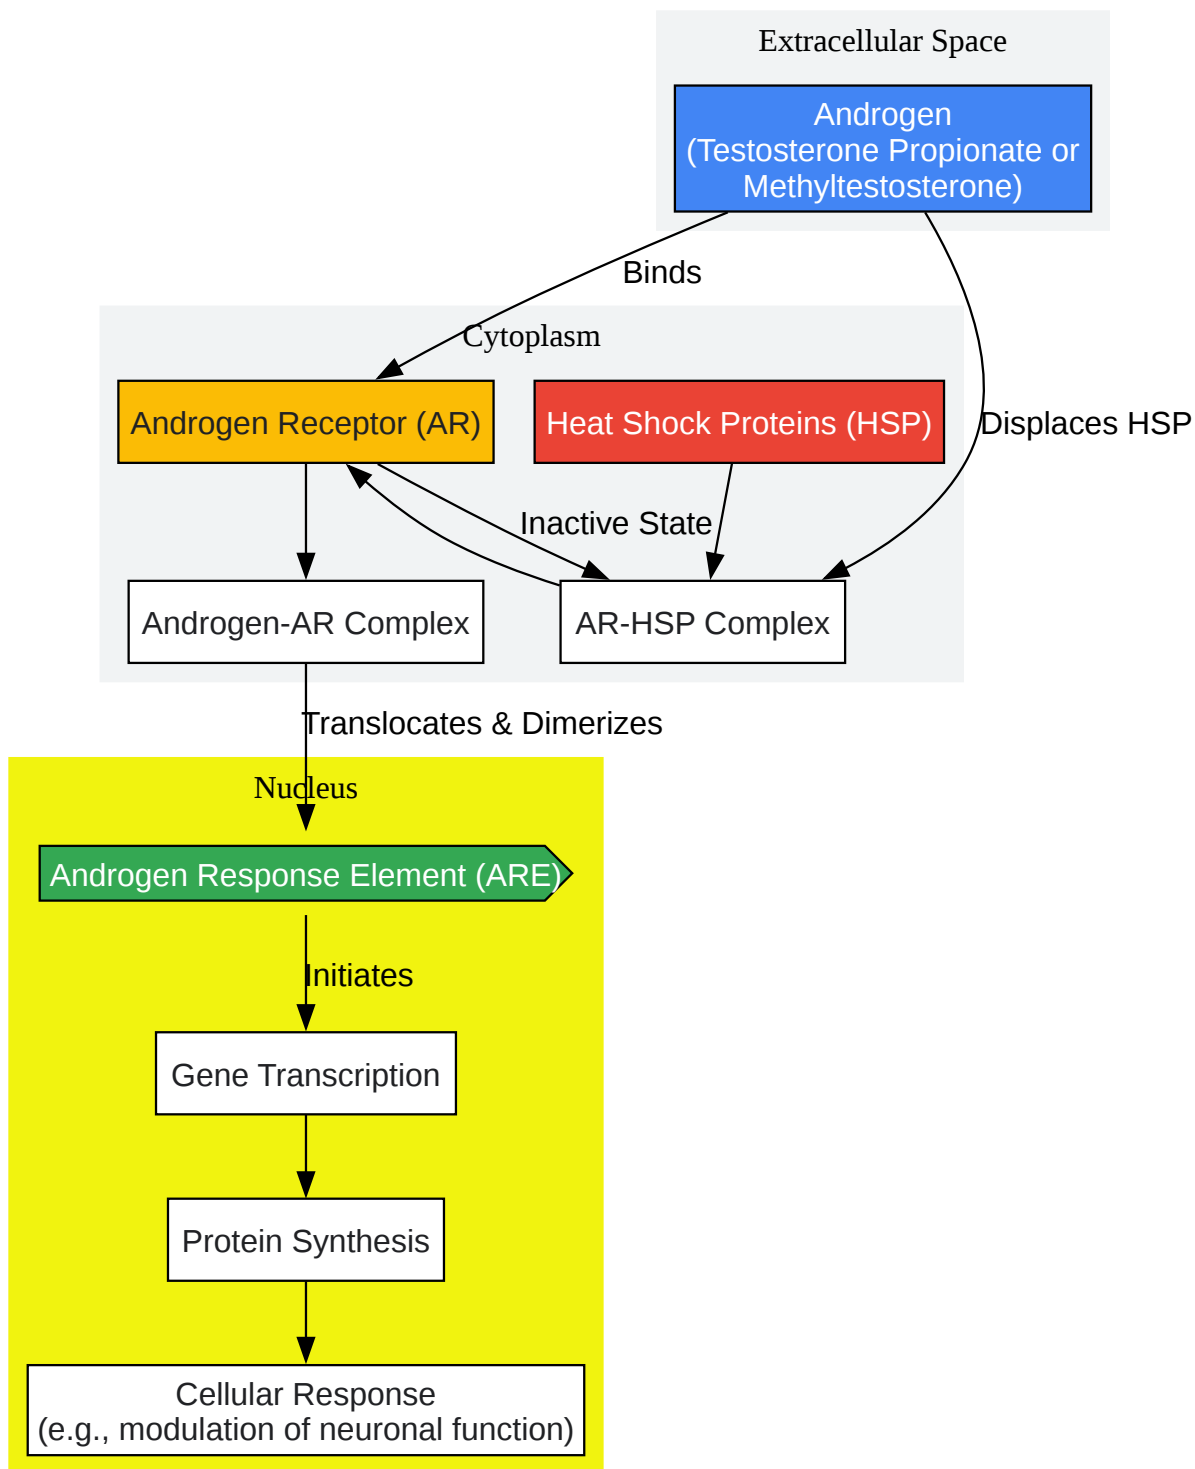 Extracellular Space
Androgen
(Testosterone Propionate or
Methyltestosterone)
Binds
Cytoplasm
Androgen Receptor (AR)
Heat Shock Proteins (HSP)
Displaces HSP
Inactive State
Androgen-AR Complex
AR-HSP Complex
Translocates & Dimerizes
Nucleus
Androgen Response Element (ARE)
Initiates
Gene Transcription
Protein Synthesis
Cellular Response
(e.g., modulation of neuronal function)